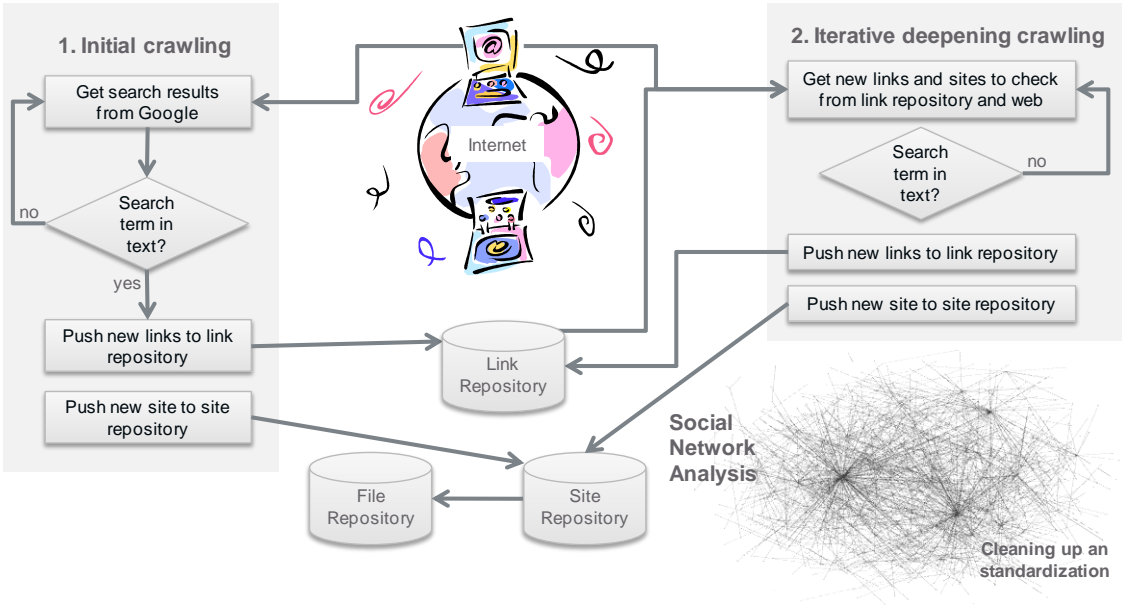 1. Initial crawling
Get search results
from Google
no
Search
term in
text?
yes
Push new links to link
repository
Push new site to site
repository
@
Internet
Link
Repository
File
Repository
Site
Repository
2. Iterative deepening crawling
Get new links and sites to check
from link repository and web
Search
term in
text?
no
Push new links to link repository
Push new site to site repository
Social
Network
Analysis
Cleaning up an
standardization